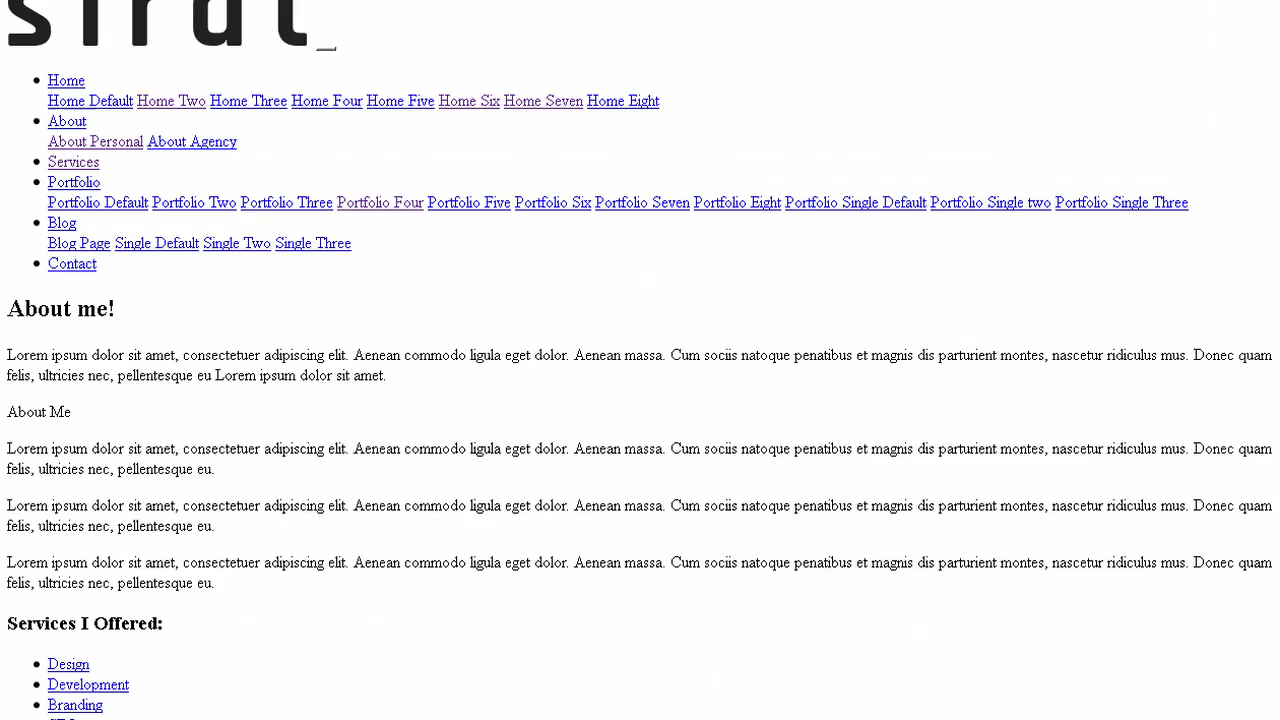 Home
Home Default Home Two Home Three Home Four Home Five Home Six Home Seven Home Eight
About
About Personal About Agency
Services
Portfolio
Portfolio Default Portfolio Two Portfolio Three Portfolio Four Portfolio Five Portfolio Six Portfolio Seven Portfolio Eight Portfolio Single Default Portfolio Single two Portfolio Single Three
Blog
Blog Page Single Default Single Two Single Three
Contact
About me!
Lorem ipsum dolor sit amet, consectetuer adipiscing elit. Aenean commodo ligula eget dolor. Aenean massa. Cum sociis natoque penatibus et magnis dis parturient montes, nascetur ridiculus mus. Donec quam
felis, ultricies nec, pellentesque eu Lorem ipsum dolor sit amet.
About Me
Lorem ipsum dolor sit amet, consectetuer adipiscing elit. Aenean commodo ligula eget dolor. Aenean massa. Cum sociis natoque penatibus et magnis dis parturient montes, nascetur ridiculus mus. Donec quam
felis, ultricies nec, pellentesque eu.
Lorem ipsum dolor sit amet, consectetuer adipiscing elit. Aenean commodo ligula eget dolor. Aenean massa. Cum sociis natoque penatibus et magnis dis parturient montes, nascetur ridiculus mus. Donec quam
felis, ultricies nec, pellentesque eu.
Lorem ipsum dolor sit amet, consectetuer adipiscing elit. Aenean commodo ligula eget dolor. Aenean massa. Cum sociis natoque penatibus et magnis dis parturient montes, nascetur ridiculus mus. Donec quam
felis, ultricies nec, pellentesque eu.
Services I Offered:
Design
Development
Branding